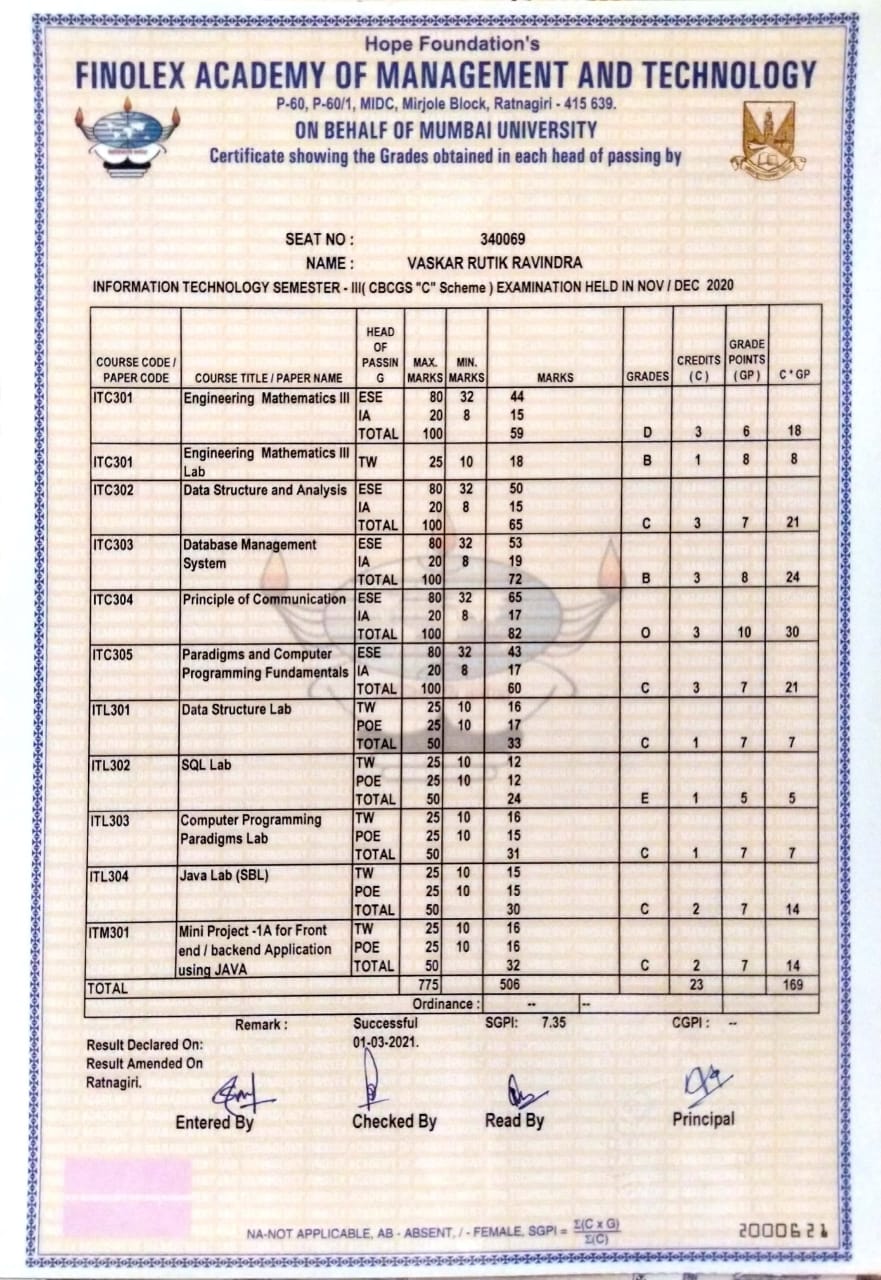 Hope Foundation's
FINOLEX ACADEMY OF MANAGEMENT AND TECHNOLOGY
P-60, P-60/1, MIDC, Mirjole Block, Ratnagiri - 415 639.
ON BEHALF OF MUMBAI UNIVERSITY
Certificate showing the Grades obtained in each head of passing by
SEAT NO : 340069
NAME : VASKAR RUTIK RAVINDRA
INFORMATION TECHNOLOGY SEMESTER - III( CBCGS "C" Scheme ) EXAMINATION HELD IN NOV / DEC 2020
COURSE CODE / PAPER CODE COURSE TITLE / PAPER NAME HEAD OF PASSIN G MAX. MARKS MIN. MARKS MARKS GRADES CREDITS ( C ) GRADE POINTS ( GP ) C * GP
ITC301 Engineering Mathematics III ESE 80 32 44
IA 20 8 15
TOTAL 100 59 D 3 6 18
ITC301 Engineering Mathematics III Lab TW 25 10 18 B 1 8 8
ITC302 Data Structure and Analysis ESE 80 32 50
IA 20 8 15
TOTAL 100 65 C 3 7 21
ITC303 Database Management ESE 80 32 53
System IA 20 8 19
TOTAL 100 72 B 3 8 24
ITC304 Principle of Communication ESE 80 32 65
IA 20 8 17
TOTAL 100 82 O 3 10 30
ITC305 Paradigms and Computer ESE 80 32 43
Programming Fundamentals IA 20 8 17
TOTAL 100 60 C 3 7 21
ITL301 Data Structure Lab TW 25 10 16
POE 25 10 17
TOTAL 50 33 C 1 7 7
ITL302 SQL Lab TW 25 10 12
POE 25 10 12
TOTAL 50 24 E 1 5 5
ITL303 Computer Programming TW 25 10 16
Paradigms Lab POE 25 10 15
TOTAL 50 31 C 1 7 7
ITL304 Java Lab (SBL) TW 25 10 15
POE 25 10 15
TOTAL 50 30 C 2 7 14
ITM301 Mini Project -1A for Front TW 25 10 16
end / backend Application POE 25 10 16
using JAVA TOTAL 50 32 C 2 7 14
TOTAL 775 506 23 169
Ordinance : -- --
Remark : Successful SGPI: 7.35 CGPI : --
Result Declared On: 01-03-2021.
Result Amended On
Ratnagiri.
Entered By Checked By Read By Principal
NA-NOT APPLICABLE, AB - ABSENT, / - FEMALE, SGPI = Σ(C x G) / Σ(C)
2000621